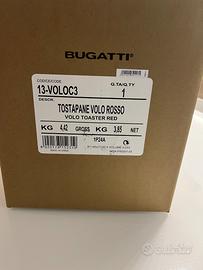 BUGATTI
CODICE/CODE
Q.TA/Q.TY
13-VOLOC3
1
DESCR.
TOSTAPANE VOLO ROSSO
VOLO TOASTER RED
KG 4,42 GROSS KG 3,85 NET
1P24A
subito